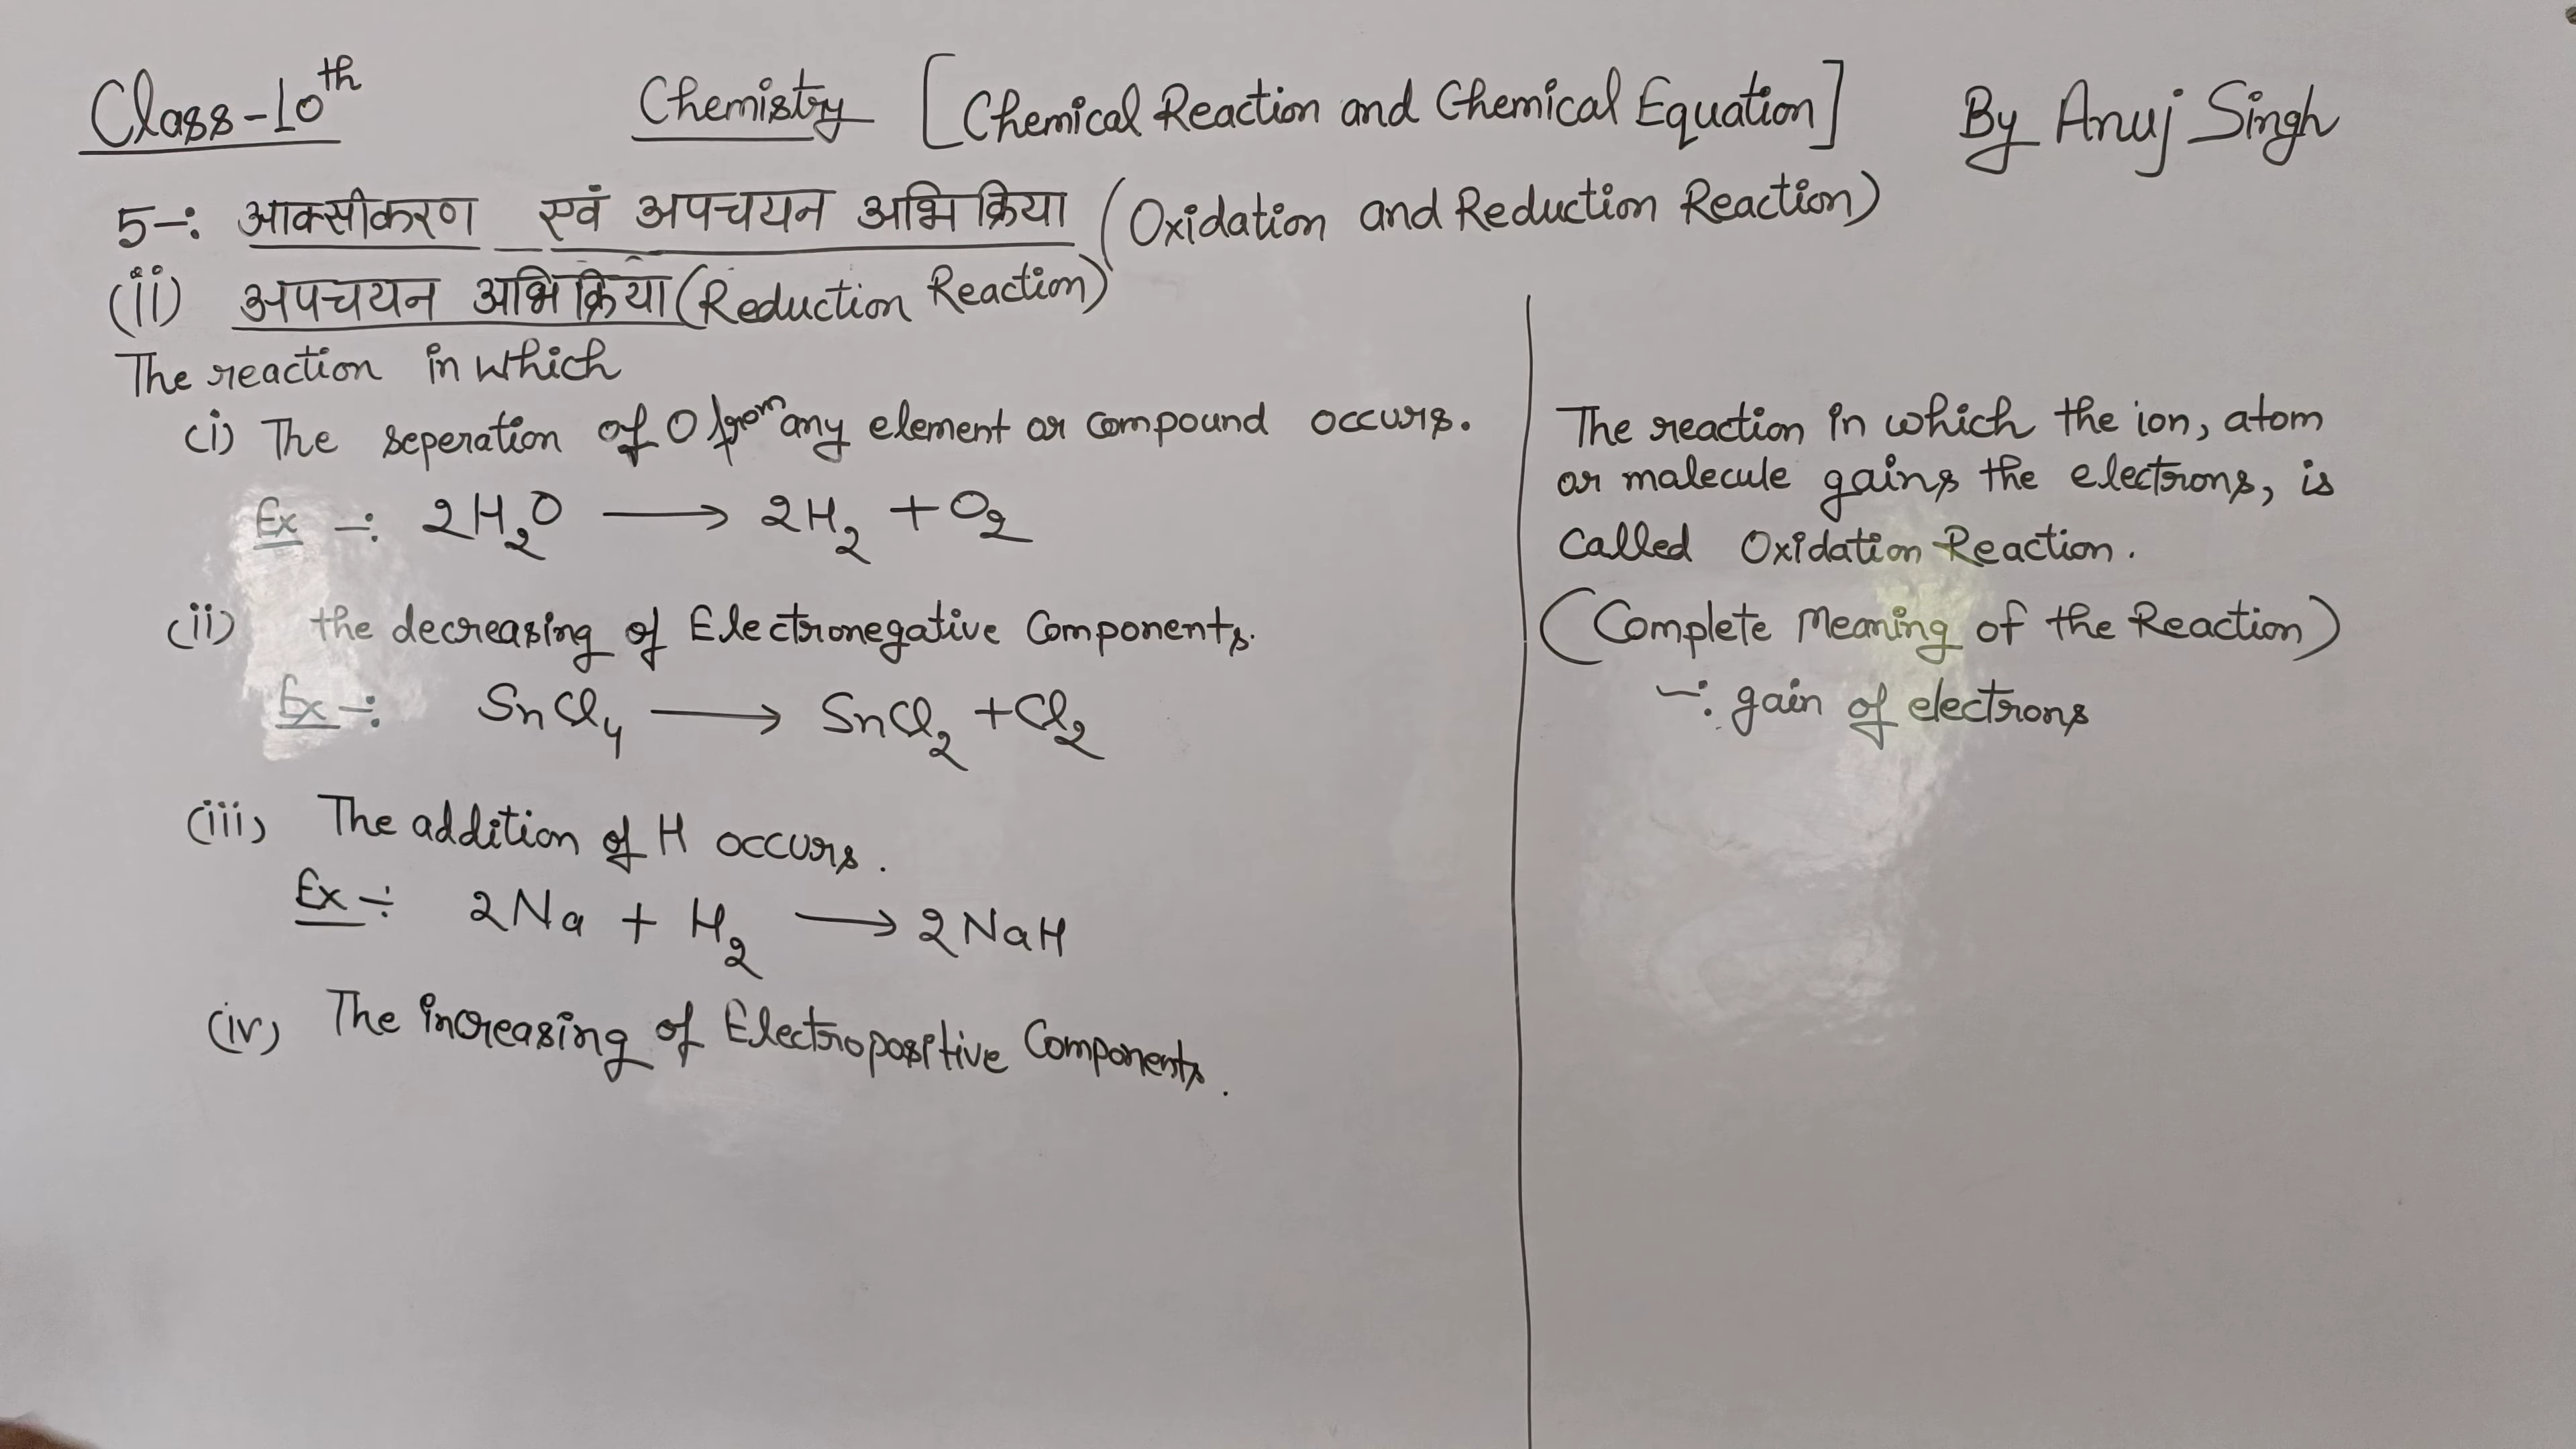 Class-10th Chemistry [Chemical Reaction and Chemical Equation] By Anuj Singh
5-: आक्सीकरण एवं अपचयन अभिक्रिया (Oxidation and Reduction Reaction)
(ii) अपचयन अभिक्रिया (Reduction Reaction)
The reaction in which
(i) The seperation of O from any element or compound occurs.
Ex -: 2H₂O ⟶ 2H₂ + O₂
(ii) the decreasing of Electronegative Components.
Ex -: SnCl₄ ⟶ SnCl₂ + Cl₂
(iii) The addition of H occurs.
Ex -: 2Na + H₂ ⟶ 2NaH
(iv) The increasing of Electropositive Components.
The reaction in which the ion, atom
or malecule gains the electrons, is
Called Oxidation Reaction.
(Complete Meaning of the Reaction)
-: gain of electrons